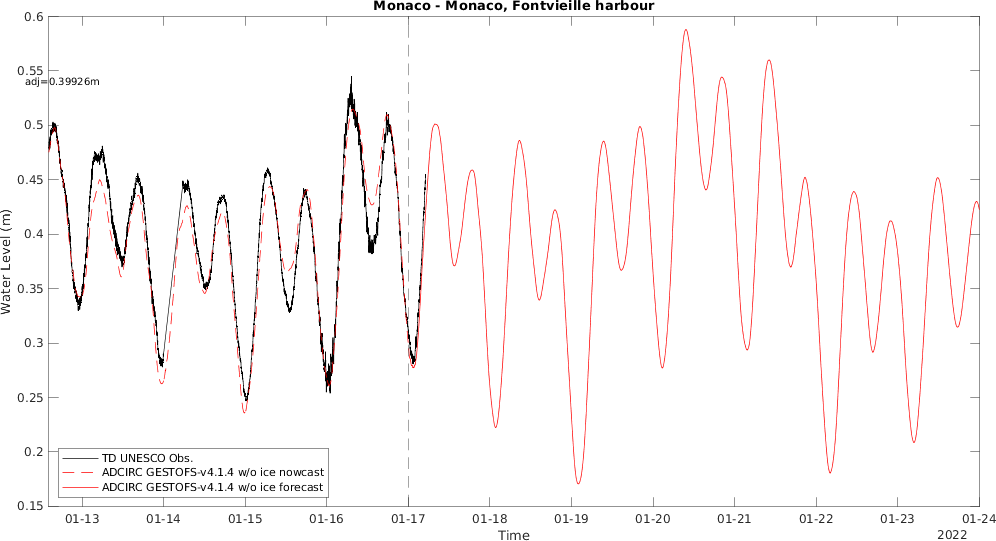 Monaco - Monaco, Fontvieille harbour
0.6
0.55
adj=0.39926m
0.5
0.45
0.4
0.35
0.3
0.25
0.2
0.15
Water Level (m)
TD UNESCO Obs.
ADCIRC GESTOFS-v4.1.4 w/o ice nowcast
ADCIRC GESTOFS-v4.1.4 w/o ice forecast
01-13 01-14 01-15 01-16 01-17 01-18 01-19 01-20 01-21 01-22 01-23 01-24
Time
2022